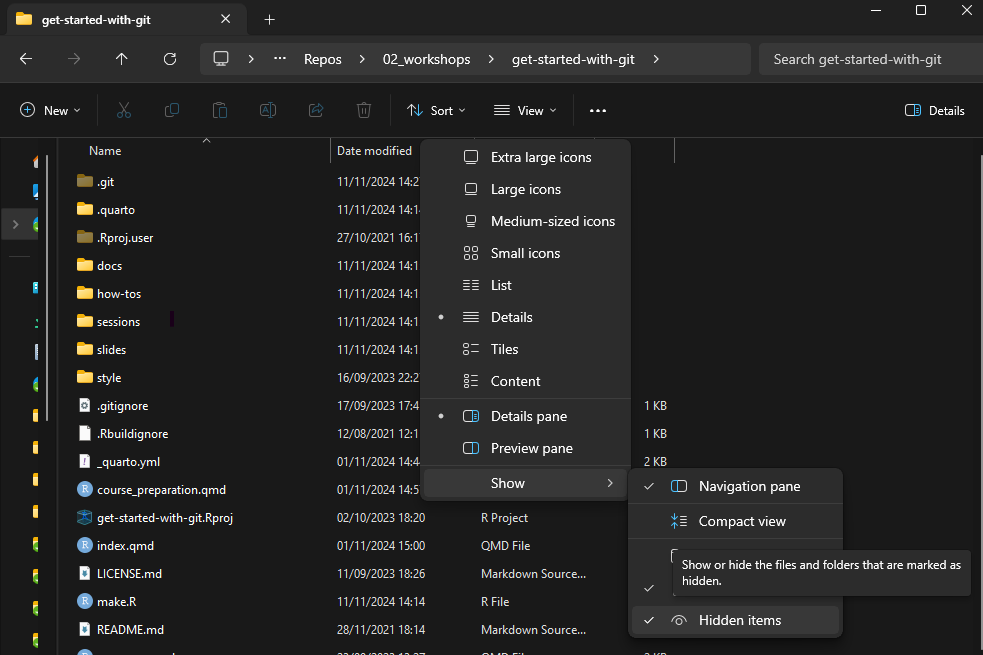 get-started-with-git
Repos
02_workshops
get-started-with-git
Search get-started-with-git
New
Sort
View
Details
Name
Date modified
.git
11/11/2024 14:2
.quarto
11/11/2024 14:1
.Rproj.user
27/10/2021 16:1
docs
11/11/2024 14:1
how-tos
11/11/2024 14:1
sessions
11/11/2024 14:1
slides
11/11/2024 14:1
style
16/09/2023 22:2
.gitignore
17/09/2023 17:4
1 KB
.Rbuildignore
12/08/2021 12:1
1 KB
_quarto.yml
01/11/2024 14:4
2 KB
course_preparation.qmd
01/11/2024 14:5
get-started-with-git.Rproj
02/10/2023 18:20
R Project
index.qmd
01/11/2024 15:00
QMD File
LICENSE.md
11/09/2023 18:26
Markdown Source...
make.R
11/11/2024 14:14
R File
README.md
28/11/2021 18:14
Markdown Source...
Extra large icons
Large icons
Medium-sized icons
Small icons
List
Details
Tiles
Content
Details pane
Preview pane
Show
Navigation pane
Compact view
Show or hide the files and folders that are marked as
hidden.
Hidden items